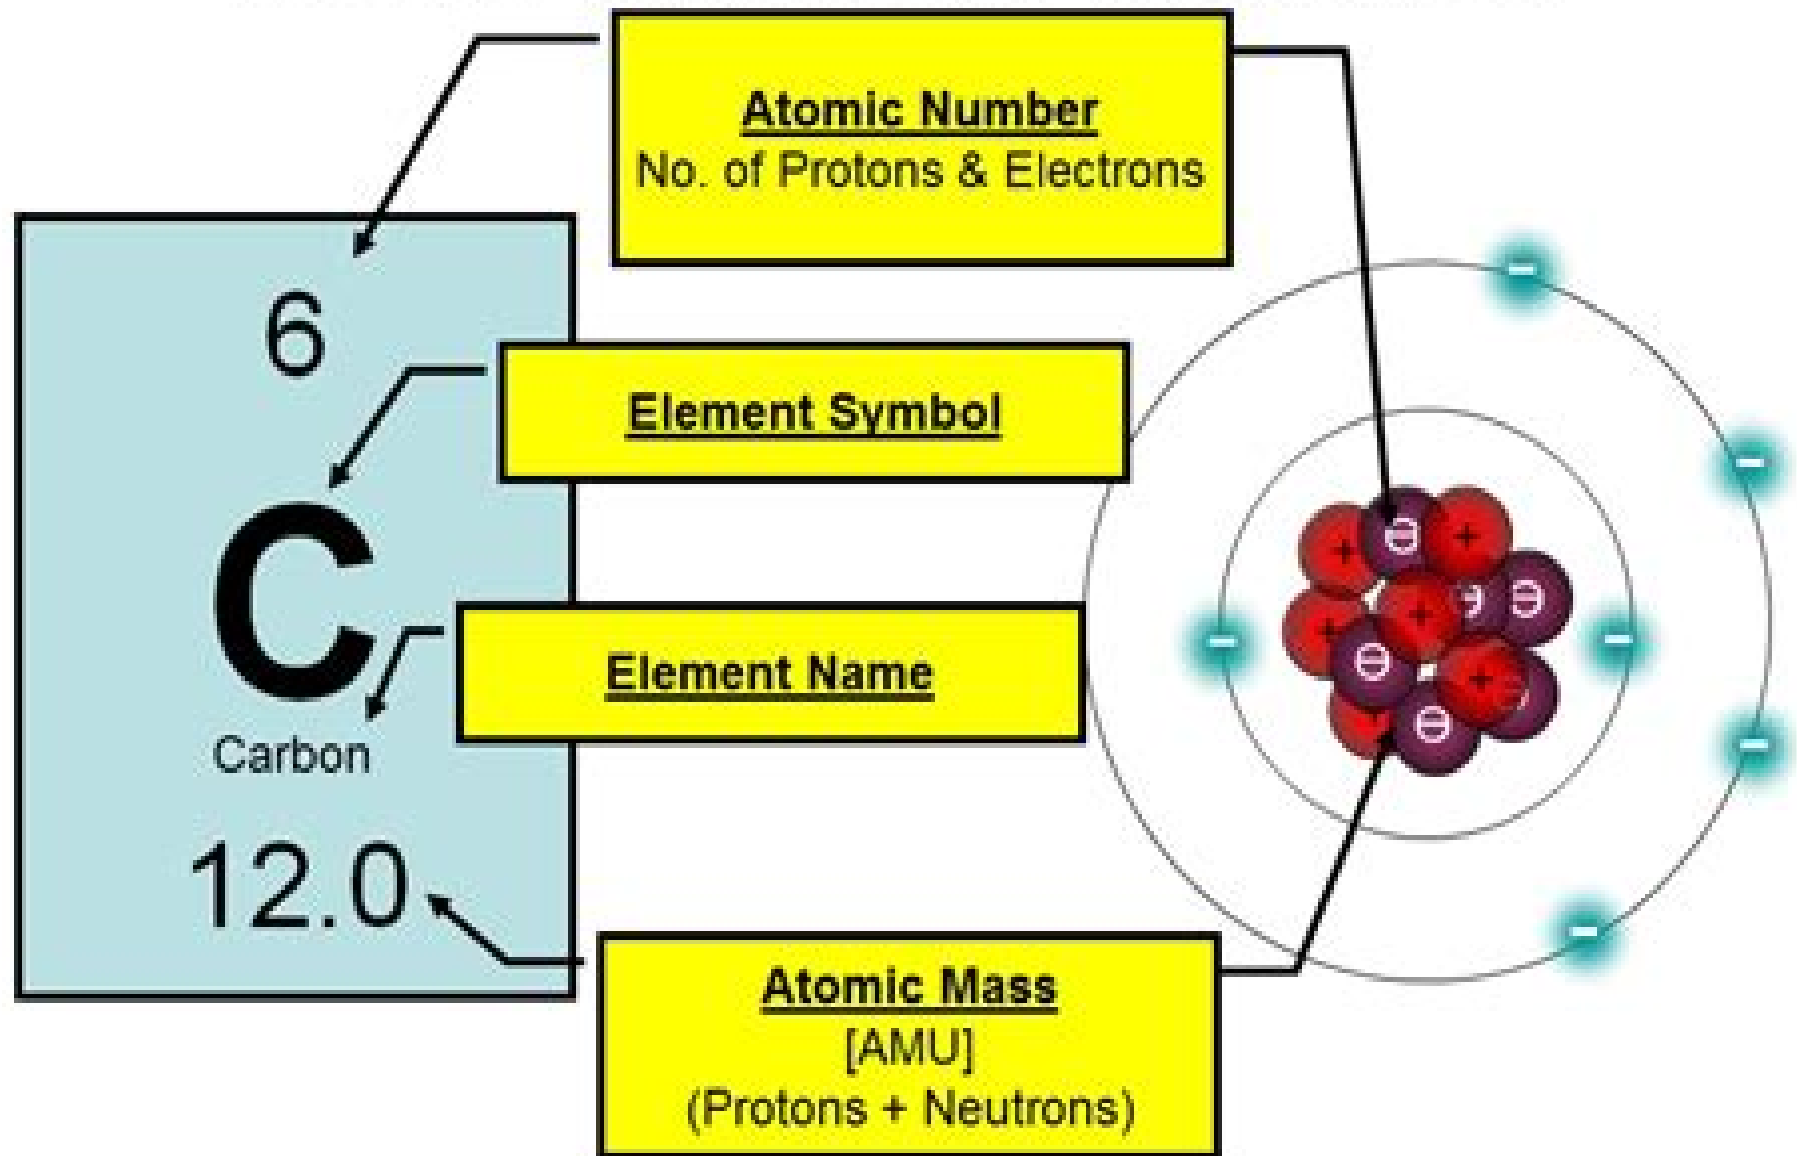 Atomic Number
No. of Protons & Electrons
6
Element Symbol
C
Element Name
Carbon
12.0
Atomic Mass
[AMU]
(Protons + Neutrons)